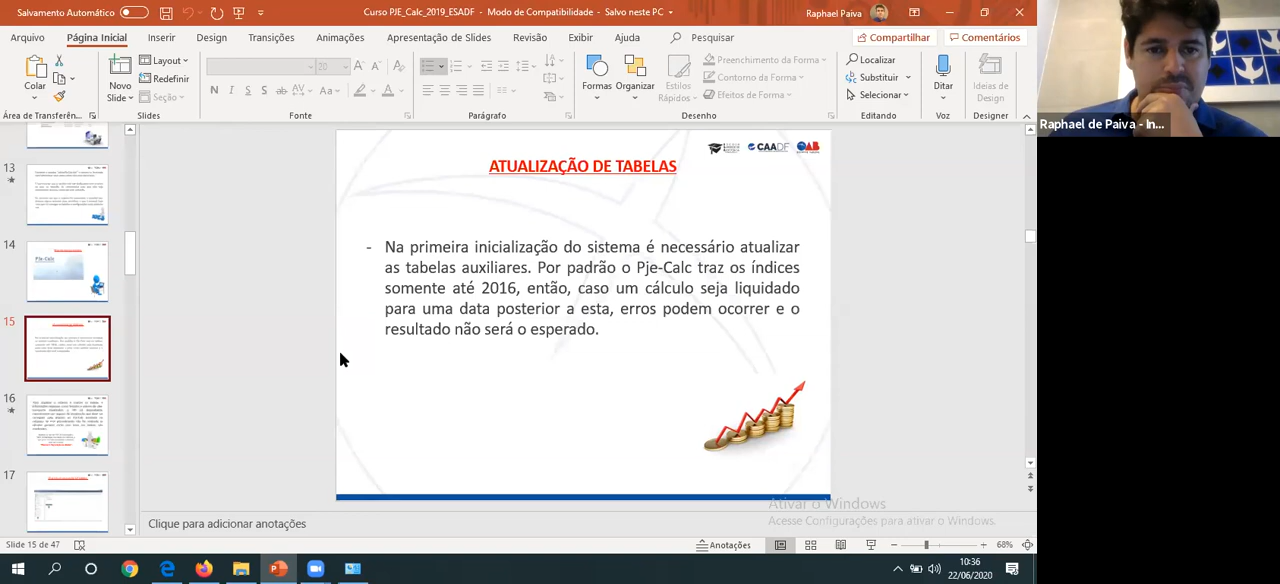 Salvamento Automático
Curso PJE_Calc_2019_ESADF - Modo de Compatibilidade - Salvo neste PC
Raphael Paiva
Arquivo Página Inicial Inserir Design Transições Animações Apresentação de Slides Revisão Exibir Ajuda Pesquisar Compartilhar Comentários
Colar
Novo
Slide
Layout
Redefinir
Seção
20
N I S S ab AV Aa A
Formas
Organizar
Estilos
Rápidos
Preenchimento da Forma
Contorno da Forma
Efeitos de Forma
Localizar
Substituir
Selecionar
Ditar
Ideias de
Design
Área de Transferên...
Slides
Fonte
Parágrafo
Desenho
Editando
Voz
Designer
Raphael de Paiva - In...
13
14
15
16
17
CAADF
OAB
ATUALIZAÇÃO DE TABELAS
- Na primeira inicialização do sistema é necessário atualizar
as tabelas auxiliares. Por padrão o Pje-Calc traz os índices
somente até 2016, então, caso um cálculo seja liquidado
para uma data posterior a esta, erros podem ocorrer e o
resultado não será o esperado.
Ativar o Windows
Acesse Configurações para ativar o Windows.
Clique para adicionar anotações
Slide 15 de 47
Anotações
68%
10:36
22/06/2020